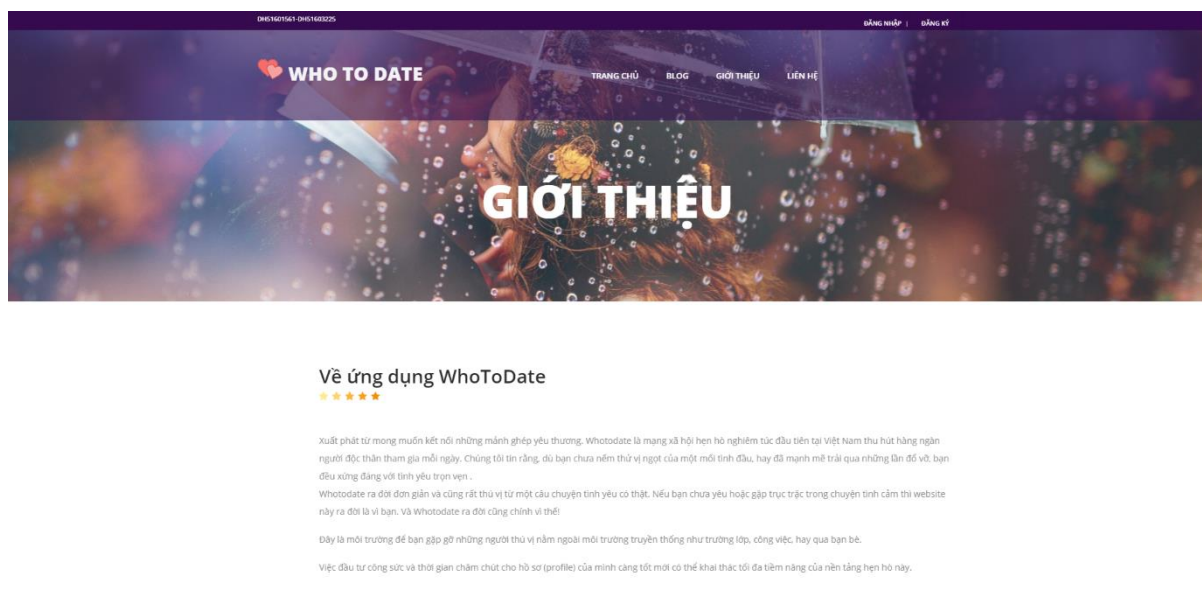 DH51601561-DH51603225
ĐĂNG NHẬP | ĐĂNG KÝ
WHO TO DATE
TRANG CHỦ BLOG GIỚI THIỆU LIÊN HỆ
GIỚI THIỆU
Về ứng dụng WhoToDate
Xuất phát từ mong muốn kết nối những mảnh ghép yêu thương. Whotodate là mạng xã hội hẹn hò nghiêm túc đầu tiên tại Việt Nam thu hút hàng ngàn
người độc thân tham gia mỗi ngày. Chúng tôi tin rằng, dù bạn chưa nếm thử vị ngọt của một mối tình đầu, hay đã mạnh mẽ trải qua những lần đổ vỡ, bạn
đều xứng đáng với tình yêu trọn vẹn .
Whotodate ra đời đơn giản và cũng rất thú vị từ một câu chuyện tình yêu có thật. Nếu bạn chưa yêu hoặc gặp trục trặc trong chuyện tình cảm thì website
này ra đời là vì bạn. Và Whotodate ra đời cũng chính vì thế!
Đây là môi trường để bạn gặp gỡ những người thú vị nằm ngoài môi trường truyền thống như trường lớp, công việc, hay qua bạn bè.
Việc đầu tư công sức và thời gian chăm chút cho hồ sơ (profile) của mình càng tốt mới có thể khai thác tối đa tiềm năng của nền tảng hẹn hò này.